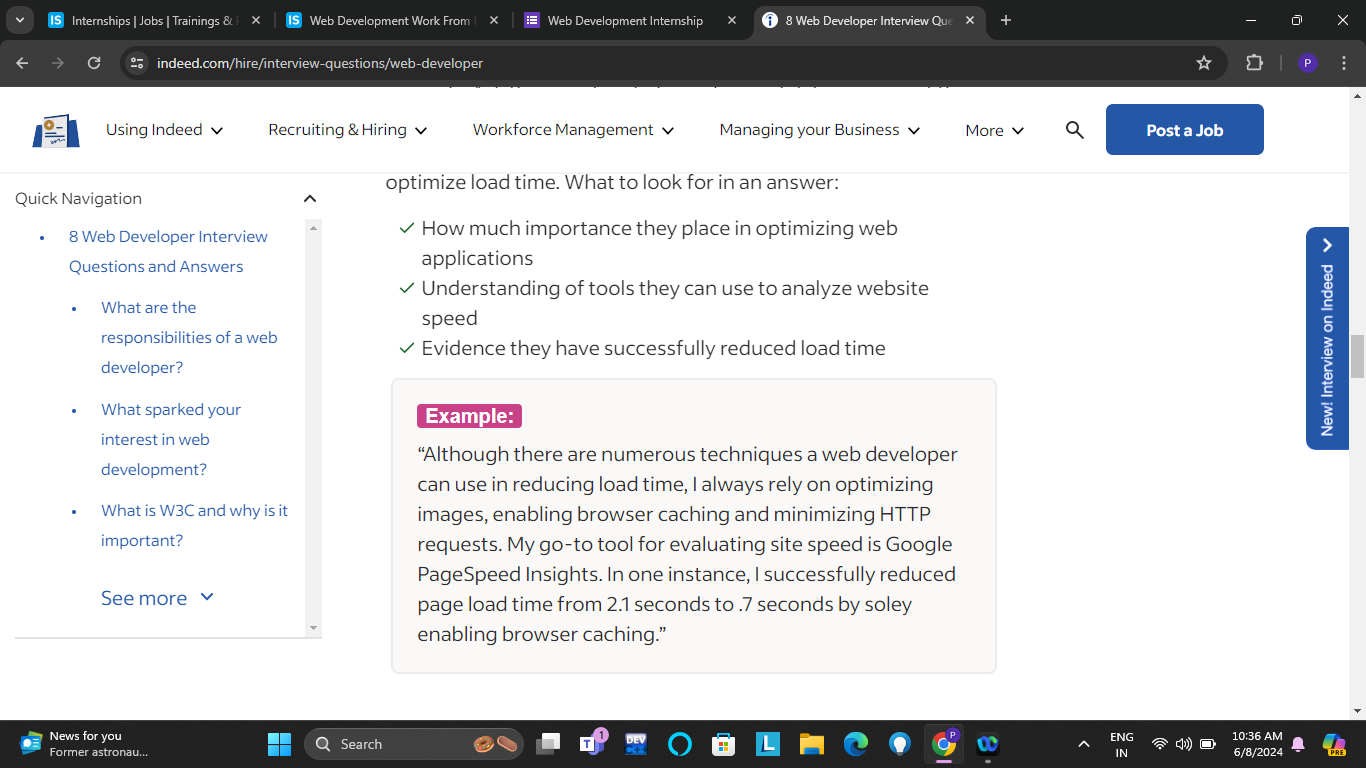 Internships | Jobs | Trainings &
Web Development Work From
Web Development Internship
8 Web Developer Interview Que
indeed.com/hire/interview-questions/web-developer
P
Using Indeed
Recruiting & Hiring
Workforce Management
Managing your Business
More
Post a Job
Quick Navigation
8 Web Developer Interview
Questions and Answers
What are the
responsibilities of a web
developer?
What sparked your
interest in web
development?
What is W3C and why is it
important?
See more
optimize load time. What to look for in an answer:
How much importance they place in optimizing web
applications
Understanding of tools they can use to analyze website
speed
Evidence they have successfully reduced load time
Example:
“Although there are numerous techniques a web developer
can use in reducing load time, I always rely on optimizing
images, enabling browser caching and minimizing HTTP
requests. My go-to tool for evaluating site speed is Google
PageSpeed Insights. In one instance, I successfully reduced
page load time from 2.1 seconds to .7 seconds by soley
enabling browser caching.”
New! Interview on Indeed
News for you
Former astronau...
Search
1
DEV
L
P
ENG
IN
10:36 AM
6/8/2024
PRE